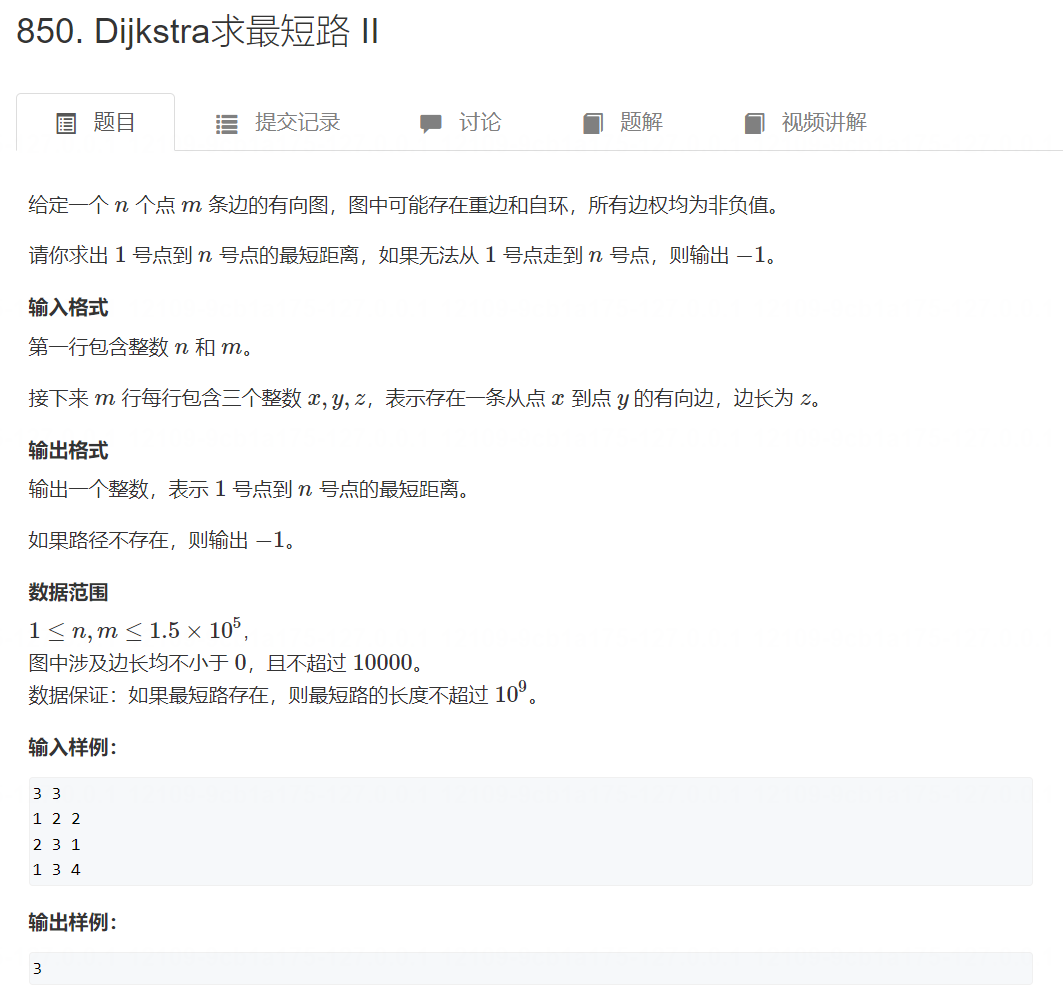 850. Dijkstra求最短路 II
题目 提交记录 讨论 题解 视频讲解
给定一个 n 个点 m 条边的有向图，图中可能存在重边和自环，所有边权均为非负值。
请你求出 1 号点到 n 号点的最短距离，如果无法从 1 号点走到 n 号点，则输出 −1。
输入格式
第一行包含整数 n 和 m。
接下来 m 行每行包含三个整数 x, y, z，表示存在一条从点 x 到点 y 的有向边，边长为 z。
输出格式
输出一个整数，表示 1 号点到 n 号点的最短距离。
如果路径不存在，则输出 −1。
数据范围
1 ≤ n, m ≤ 1.5 × 10⁵,
图中涉及边长均不小于 0，且不超过 10000。
数据保证：如果最短路存在，则最短路的长度不超过 10⁹。
输入样例：
3 3
1 2 2
2 3 1
1 3 4
输出样例：
3